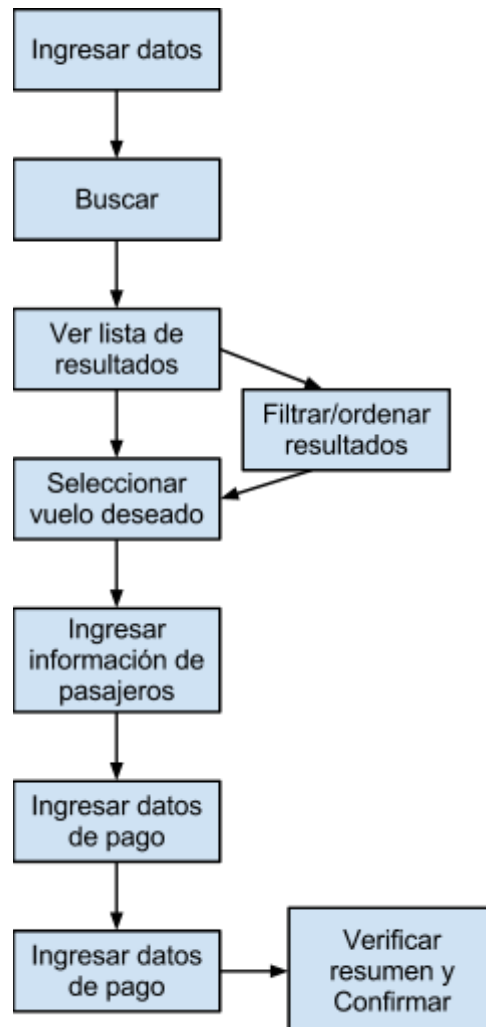 Ingresar datos
Buscar
Ver lista de
resultados
Filtrar/ordenar
resultados
Seleccionar
vuelo deseado
Ingresar
información de
pasajeros
Ingresar datos
de pago
Ingresar datos
de pago
Verificar
resumen y
Confirmar